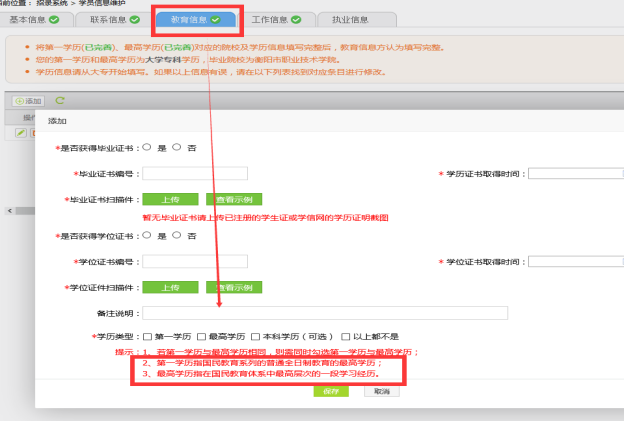 当前位置： 招录系统 > 学员信息维护
基本信息 联系信息 教育信息 工作信息 执业信息
将第一学历(已完善)、最高学历(已完善)对应的院校及学历信息填写完整后，教育信息方认为填写完整。
您的第一学历和最高学历为大学专科学历，毕业院校为衡阳市职业技术学院。
学历信息请从大专开始填写。如果以上信息有误，请在以下列表找到对应条目进行修改。
添加
操作
添加
*是否获得毕业证书： 是 否
*毕业证书编号： * 学历证书取得时间：
*毕业证书扫描件： 上传 查看示例
暂无毕业证书请上传已注册的学生证或学信网的学历证明截图
*是否获得学位证书： 是 否
*学位证书编号： * 学位证书取得时间：
*学位证件扫描件： 上传 查看示例
备注说明：
*学历类型： 第一学历 最高学历 本科学历（可选） 以上都不是
提示：1、若第一学历与最高学历相同，则需同时勾选第一学历与最高学历；
2、第一学历指国民教育系列的普通全日制教育的最高学历；
3、最高学历指在国民教育体系中最高层次的一段学习经历。
保存 取消